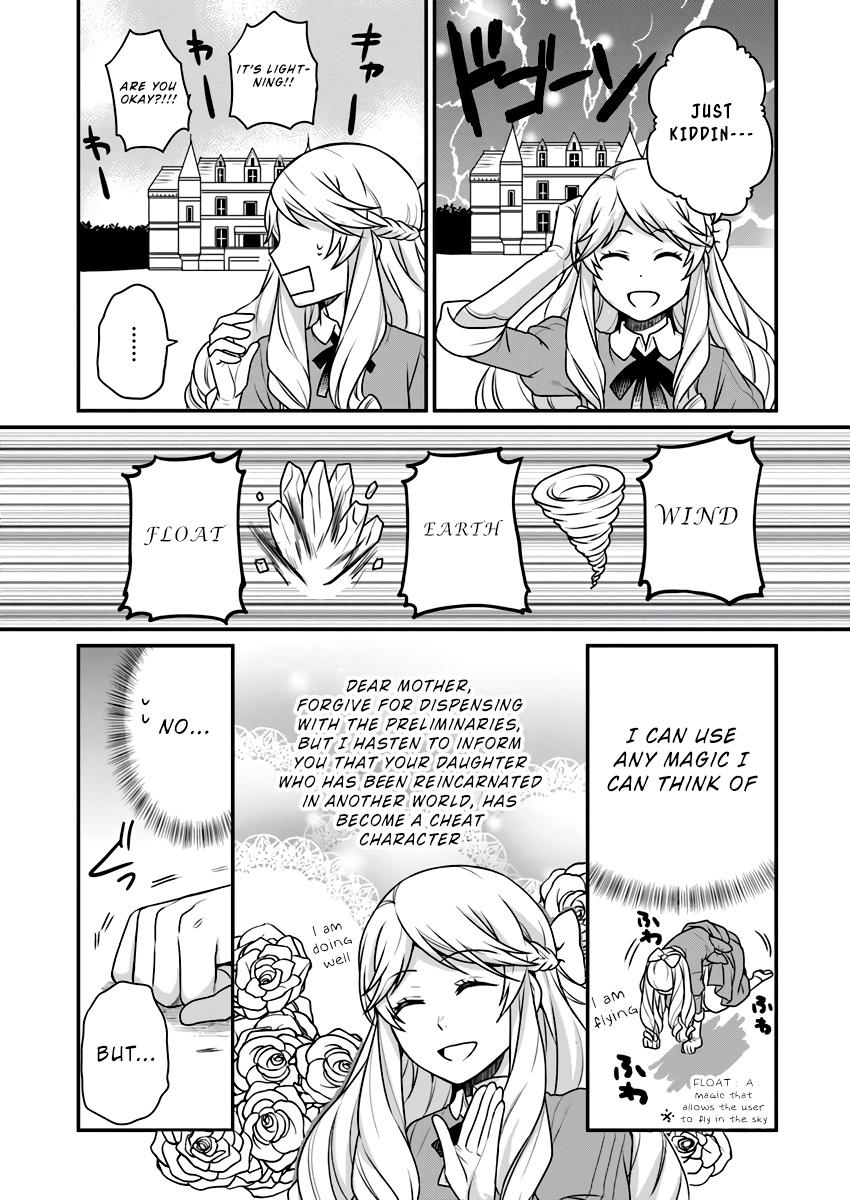 JUST
KIDDIN---
ドゴーン
キャー
IT'S LIGHT-
NING!!
わー
ARE YOU
OKAY?!!!
わー
……
WIND
EARTH
FLOAT
I CAN USE
ANY MAGIC I
CAN THINK OF
ふわ
I am
flying
ふわ
ふわ
FLOAT : A
magic that
allows the user
※ to fly in the sky
DEAR MOTHER,
FORGIVE FOR DISPENSING
WITH THE PRELIMINARIES,
BUT I HASTEN TO INFORM
YOU THAT YOUR DAUGHTER
WHO HAS BEEN REINCARNATED
IN ANOTHER WORLD, HAS
BECOME A CHEAT
CHARACTER
I am
doing
well
NO...
BUT...